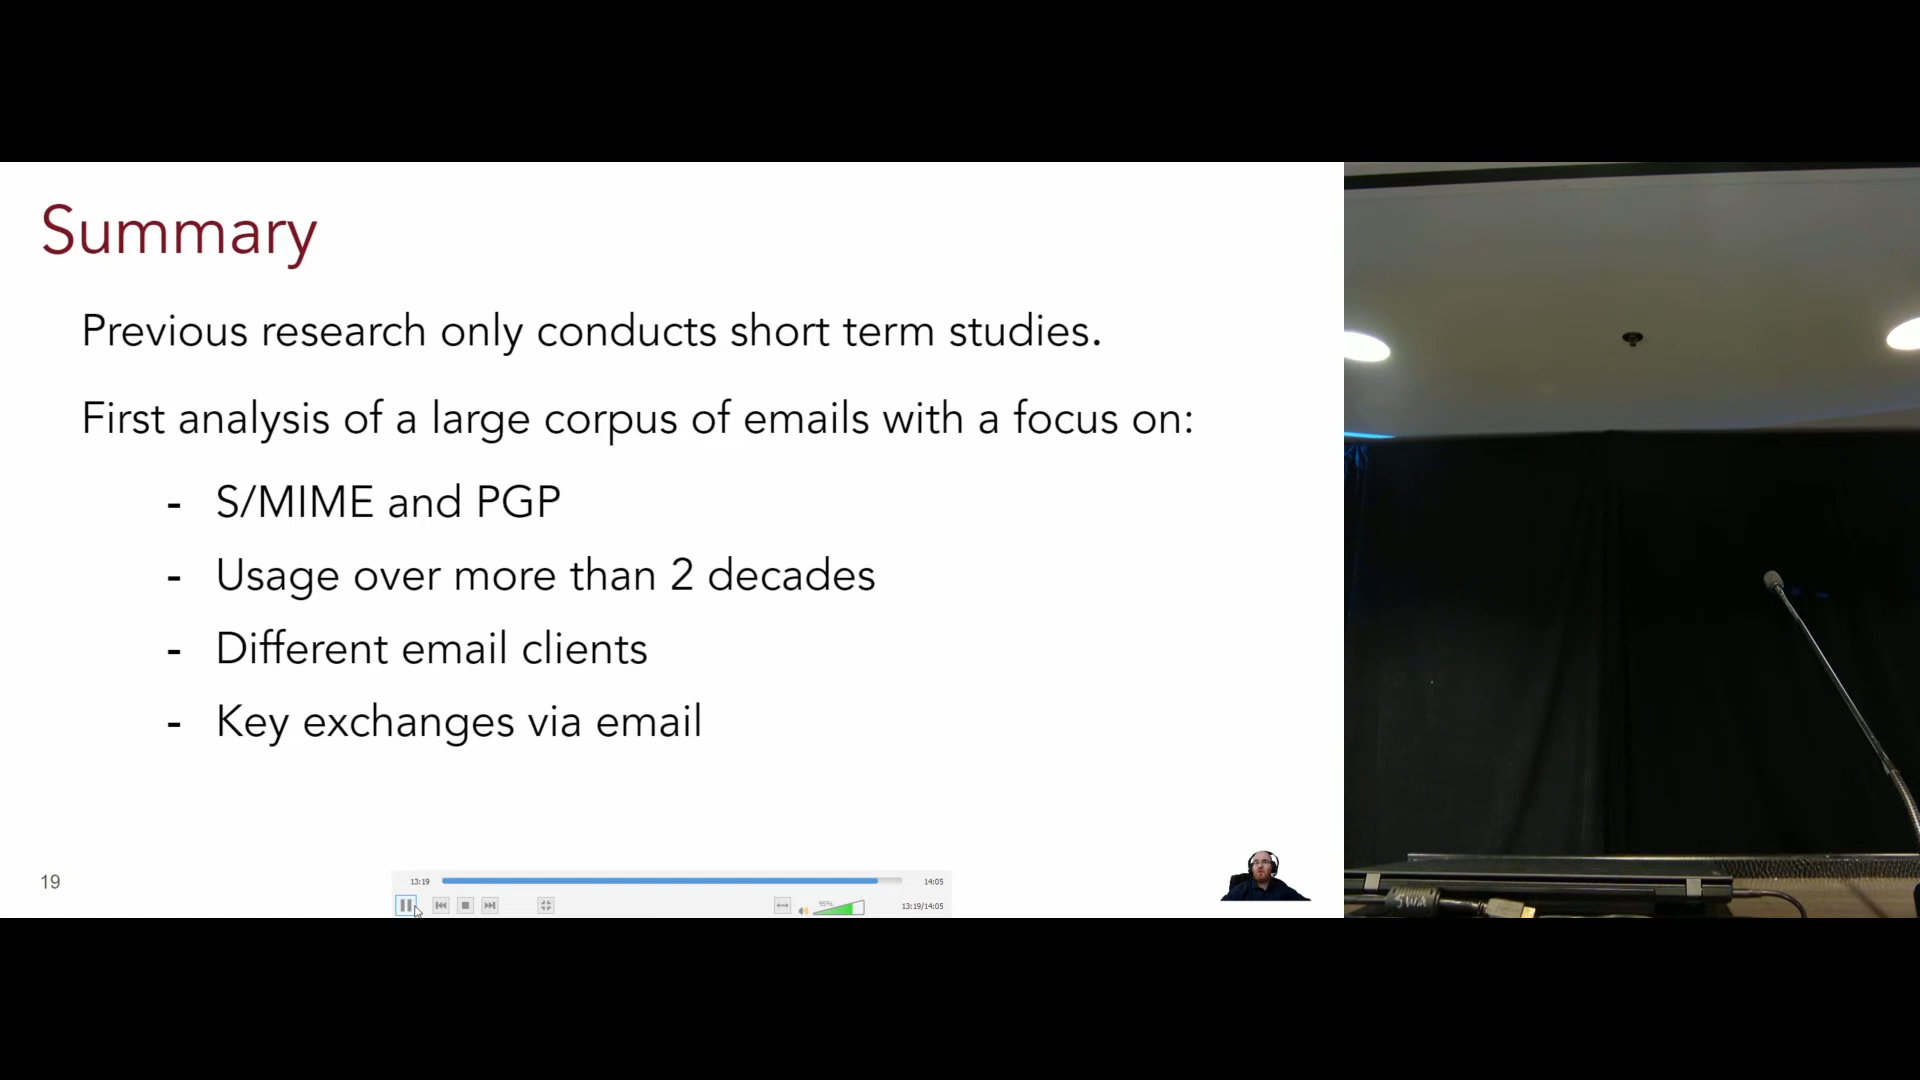 Summary
Previous research only conducts short term studies.
First analysis of a large corpus of emails with a focus on:
- S/MIME and PGP
- Usage over more than 2 decades
- Different email clients
- Key exchanges via email
19
13:19
14:05
95%
13:19/14:05
SWA